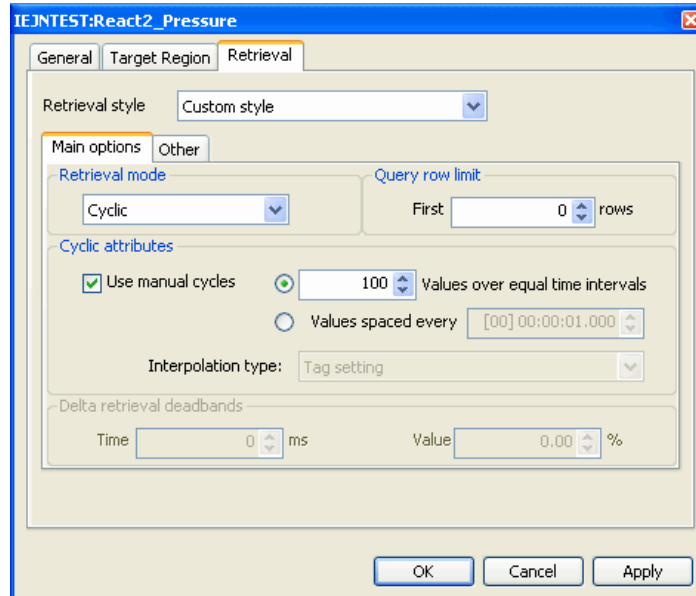 IEJNTEST:React2_Pressure
General Target Region Retrieval
Retrieval style Custom style
Main options Other
Retrieval mode Query row limit
Cyclic First 0 rows
Cyclic attributes
Use manual cycles 100 Values over equal time intervals
Values spaced every [00] 00:00:01.000
Interpolation type: Tag setting
Delta retrieval deadbands
Time 0 ms Value 0.00 %
OK Cancel Apply